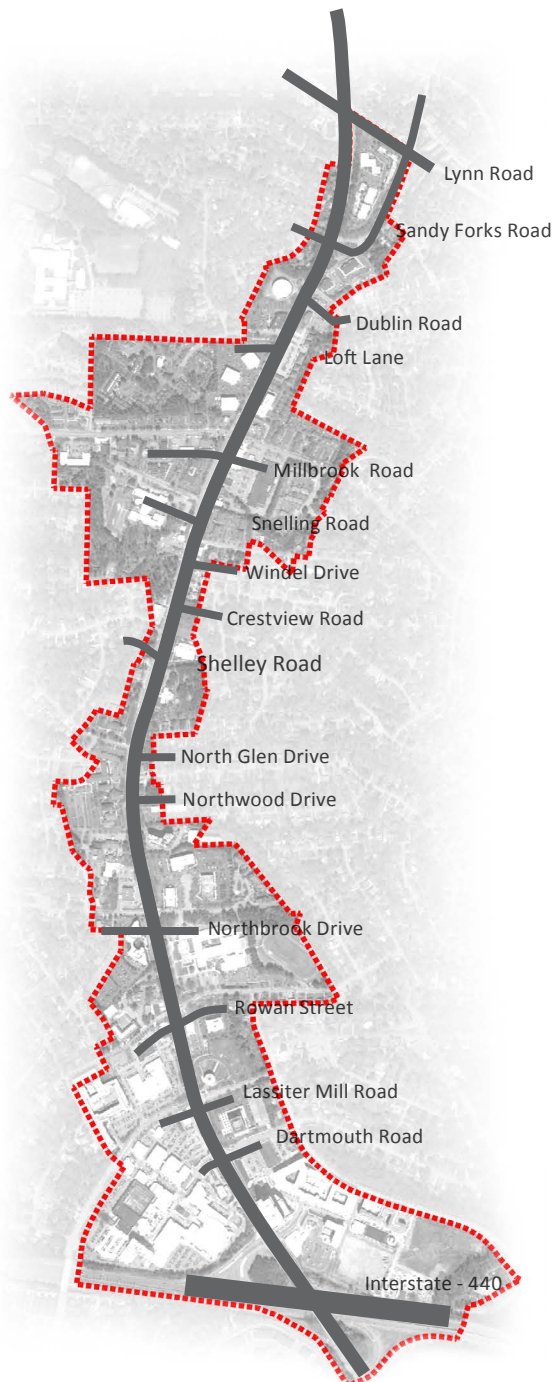 Lynn Road
Sandy Forks Road
Dublin Road
Loft Lane
Millbrook  Road
Snelling Road
Windel Drive
Crestview Road
Shelley Road
North Glen Drive
Northwood Drive
Northbrook Drive
Rowan Street
Lassiter Mill Road
Dartmouth Road
Interstate - 440